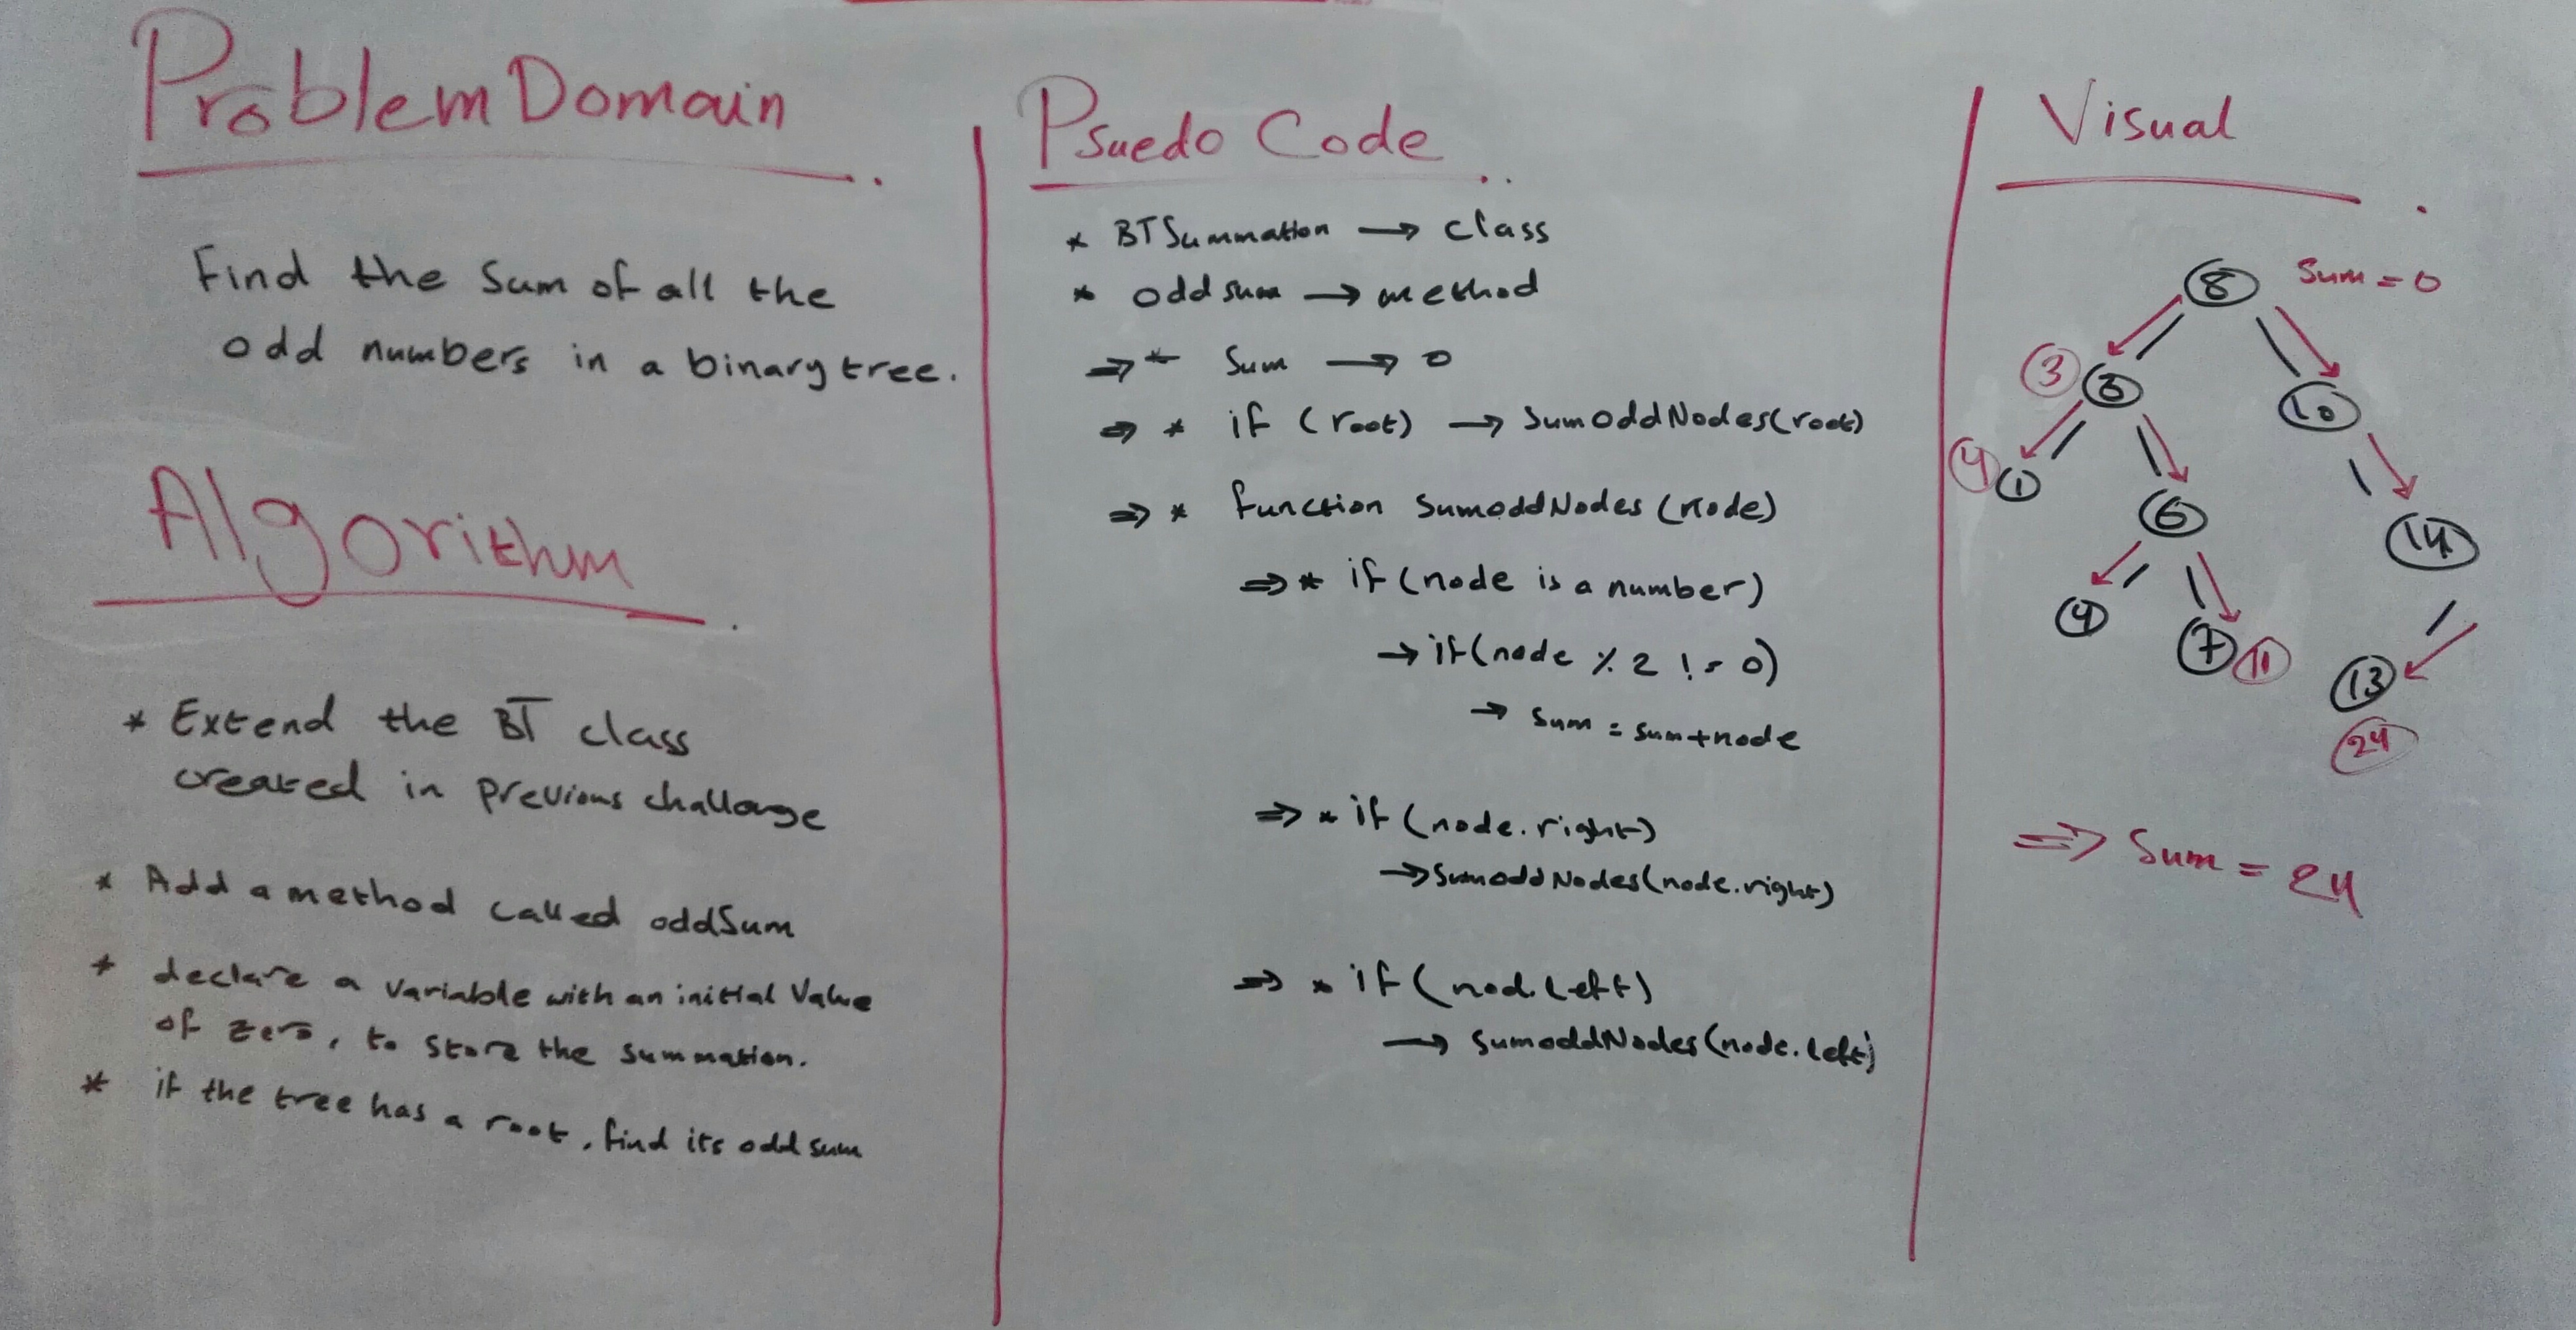 Problem Domain
Find the Sum of all the
odd numbers in a binary tree.
Algorithm
* Extend the BT class
created in previous challange
* Add a method called oddSum
* declare a variable with an initial value
of zero, to store the summation.
* if the tree has a root, find its odd sum
Psuedo Code
* BTSummation → class
* odd sum → method
⇒ * Sum → 0
⇒ * if (root) → SumOddNodes(root)
⇒ * function SumoddNodes (Node)
⇒ * if (node is a number)
→ if(node % 2 != 0)
→ Sum = Sum+node
⇒ * if (node.right)
→ SumoddNodes(node.right)
⇒ * if (nod.left)
→ SumoddNodes(node.left)
Visual
8 Sum = 0
3 3 10
4 1 6 14
4 7 11 13
24
⇒ Sum = 24